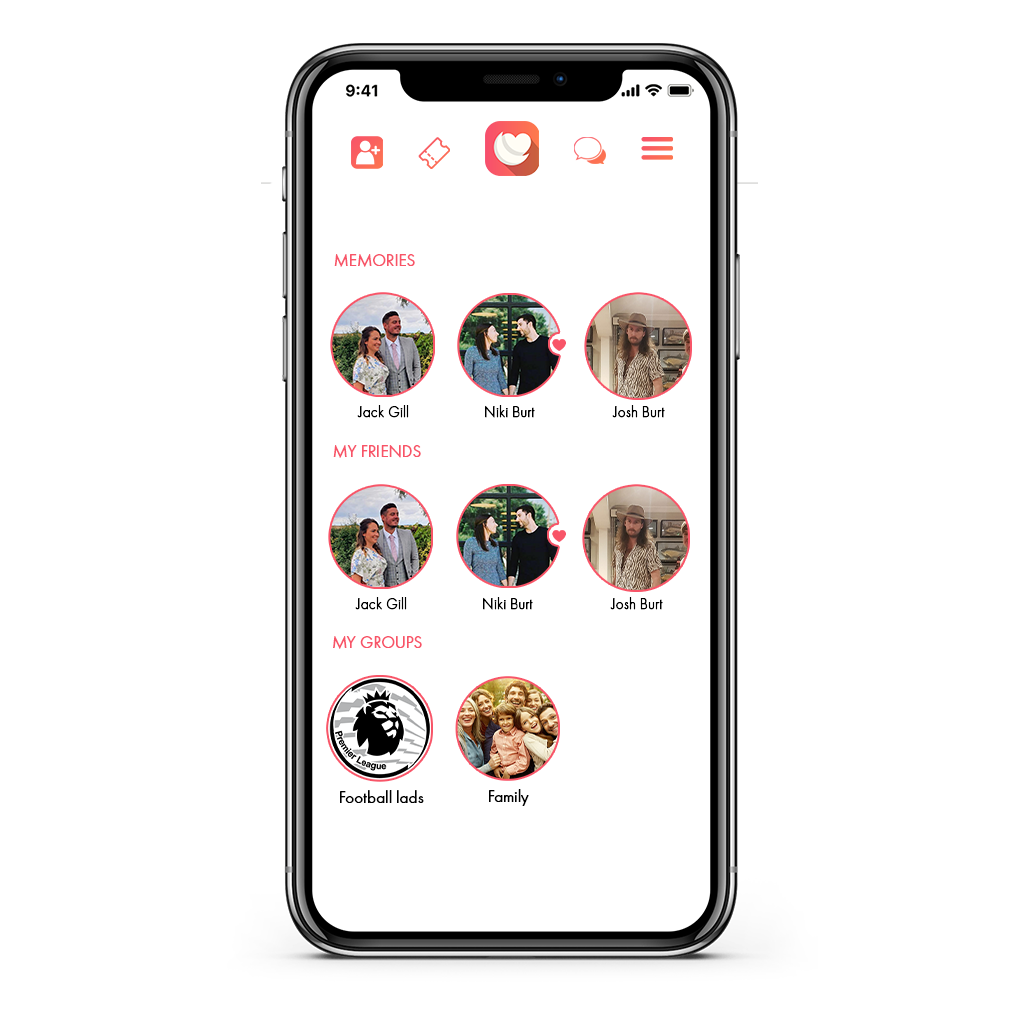 9:41
MEMORIES
Jack Gill
Niki Burt
Josh Burt
MY FRIENDS
Jack Gill
Niki Burt
Josh Burt
MY GROUPS
Premier League
Football lads
Family